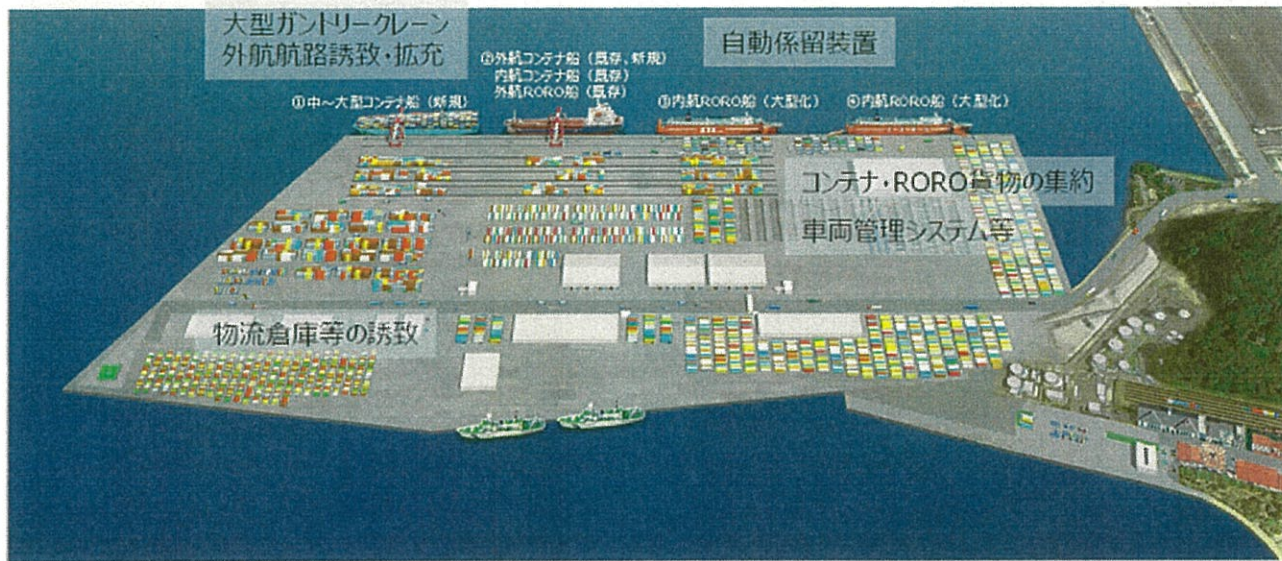 大型ガントリークレーン
外航航路誘致・拡充
自動係留装置
②外航コンテナ船（既存、新規）
内航コンテナ船（既存）
外航RORO船（既存）
①中～大型コンテナ船（新規）
③内航RORO船（大型化）
④内航RORO船（大型化）
コンテナ・RORO貨物の集約
車両管理システム等
物流倉庫等の誘致